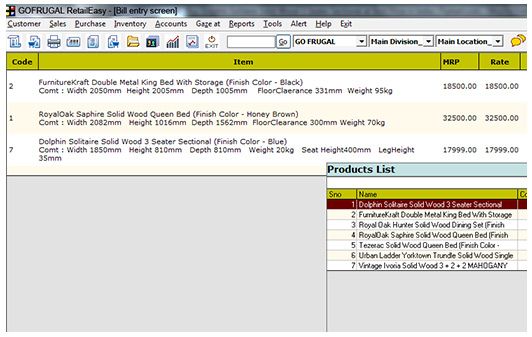 GOFRUGAL RetailEasy - [Bill entry screen]
Customer Sales Purchase Inventory Accounts Gage at Reports Tools Alert Help Exit
EXIT Go GO FRUGAL Main Division_ Main Location_
Code Item MRP Rate
2 FurnitureKraft Double Metal King Bed With Storage (Finish Color - Black) 18500.00 18500.00
Comt : Width 2050mm Height 2005mm Depth 1005mm FloorClaerance 331mm Weight 95kg
1 RoyalOak Saphire Solid Wood Queen Bed (Finish Color - Honey Brown) 32500.00 32500.00
Comt : Width 2082mm Height 1016mm Depth 1562mm FloorClearance 300mm Weight 70kg
7 Dolphin Solitaire Solid Wood 3 Seater Sectional (Finish Color - Blue) 17999.00 17999.00
Comt : Width 1850mm Height 810mm Depth 810mm Weight 20kg Seat Height400mm LegHeight
35mm
Products List
Sno Name Co
1 Dolphin Solitaire Solid Wood 3 Seater Sectional
2 FurnitureKraft Double Metal King Bed With Storage
3 Royal Oak Hunter Solid Wood Dining Set (Finish
4 RoyalOak Saphire Solid Wood Queen Bed (Finish
5 Tezerac Solid Wood Queen Bed (Finish Color -
6 Urban Ladder Yorktown Trundle Solid Wood Single
7 Vintage Ivoria Solid Wood 3 + 2 + 2 MAHOGANY